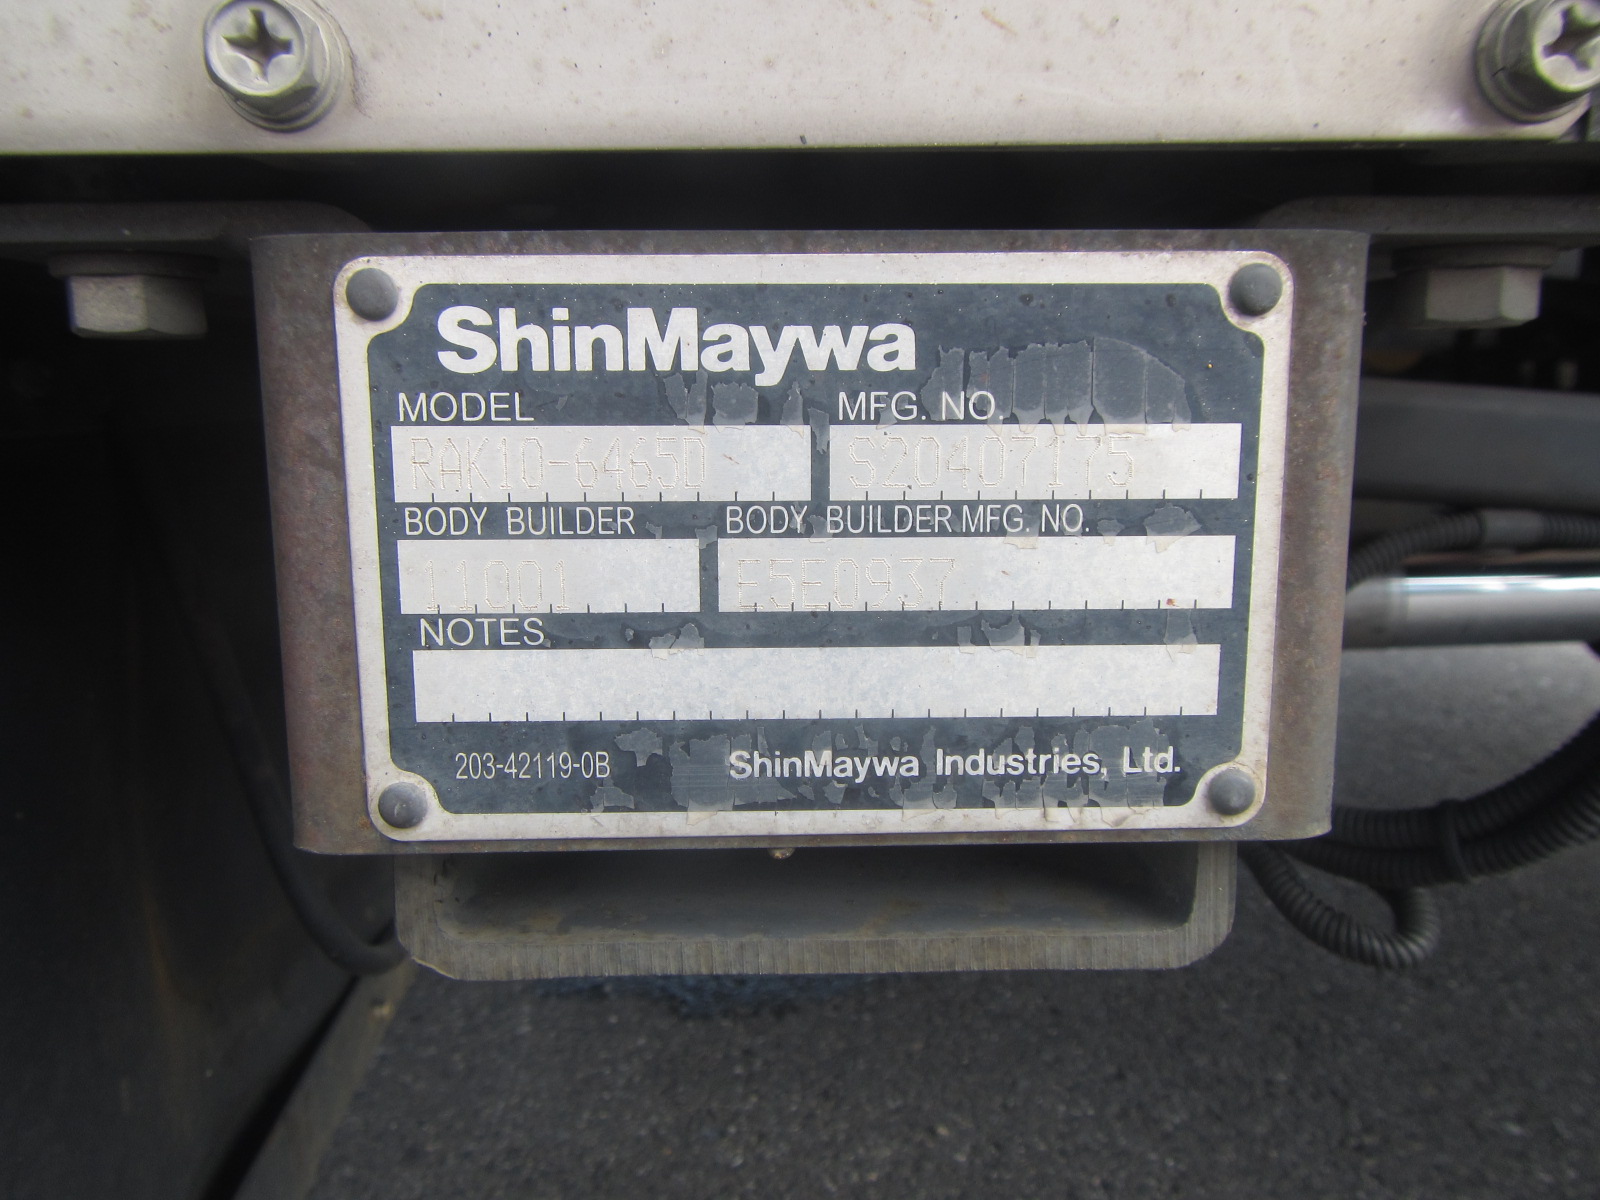 ShinMaywa
MODEL MFG. NO.
RAK10-6465D S20407175
BODY BUILDER BODY BUILDER MFG. NO.
11001 E5E0937
NOTES
203-42119-0B ShinMaywa Industries, Ltd.